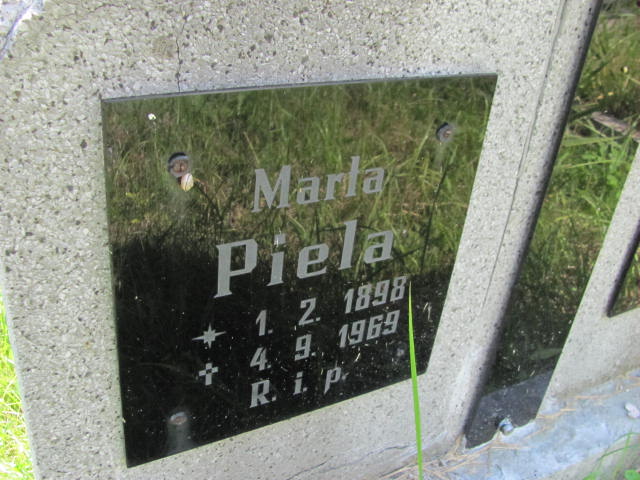 Marta
Piela
* 1. 2. 1898
✝ 4. 9. 1969
R. i. p.